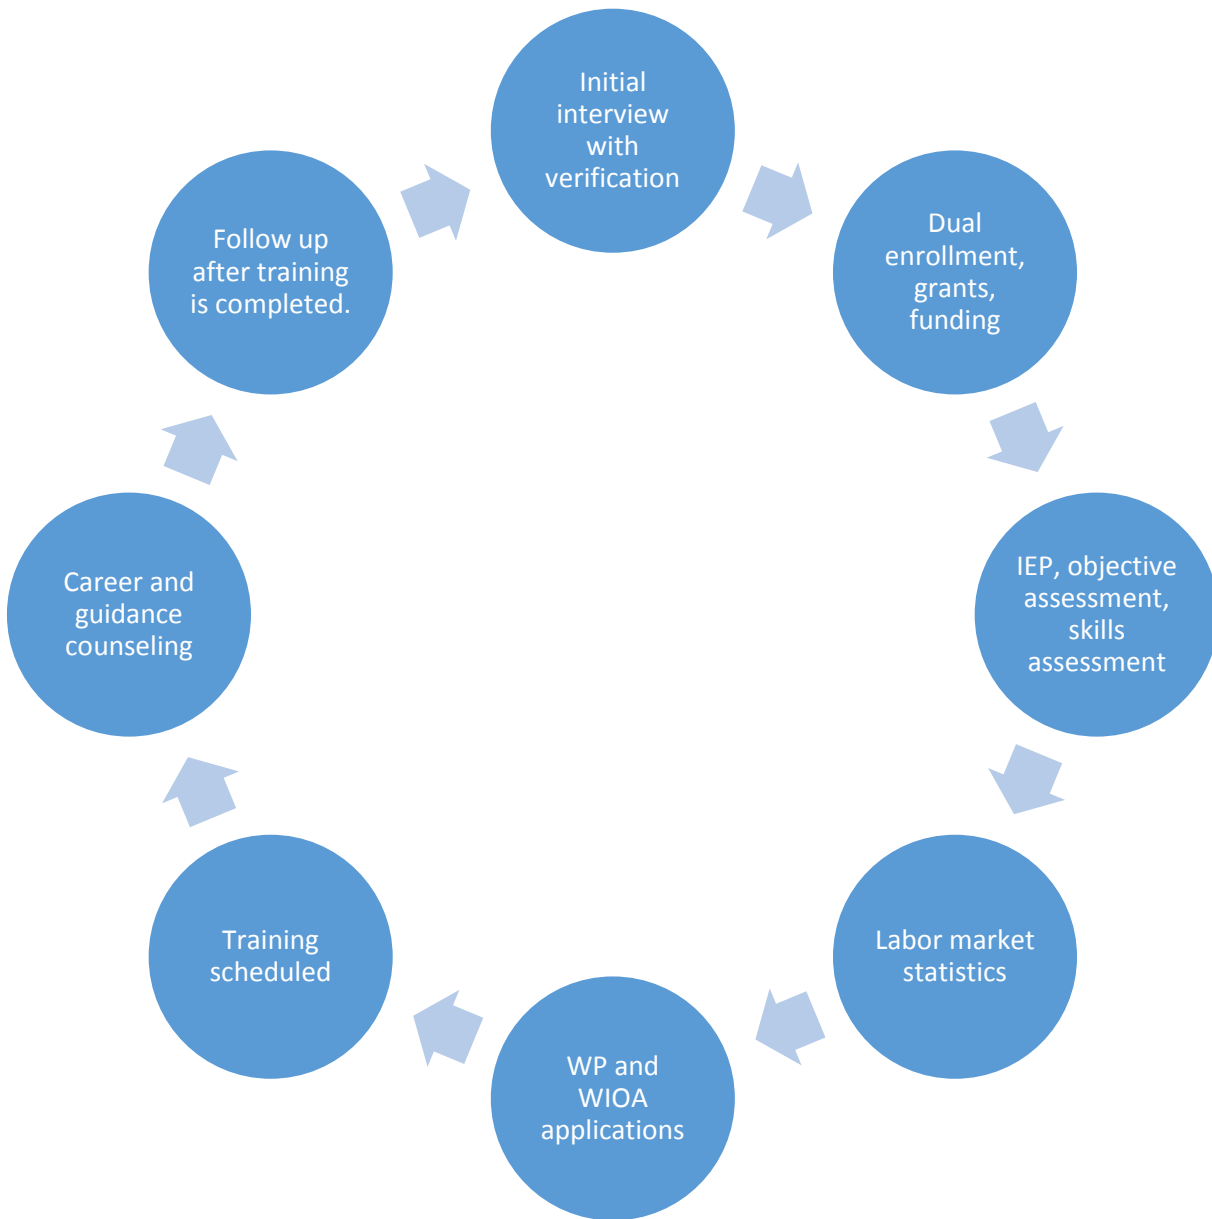 Initial
interview
with
verification
Dual
enrollment,
grants,
funding
IEP, objective
assessment,
skills
assessment
Labor market
statistics
WP and
WIOA
applications
Training
scheduled
Career and
guidance
counseling
Follow up
after training
is completed.